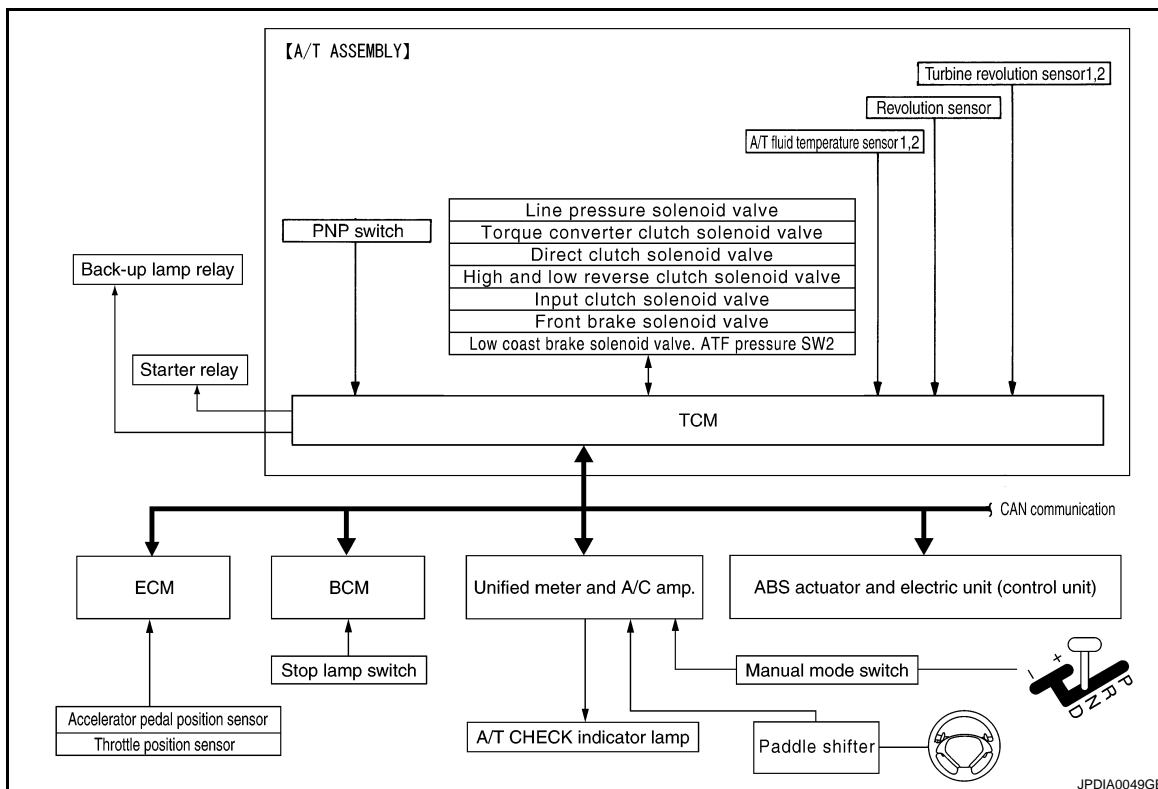 【A/T ASSEMBLY】
Turbine revolution sensor1,2
Revolution sensor
A/T fluid temperature sensor 1,2
Line pressure solenoid valve
Torque converter clutch solenoid valve
Direct clutch solenoid valve
High and low reverse clutch solenoid valve
Input clutch solenoid valve
Front brake solenoid valve
Low coast brake solenoid valve. ATF pressure SW2
PNP switch
Back-up lamp relay
Starter relay
TCM
CAN communication
ECM
BCM
Unified meter and A/C amp.
ABS actuator and electric unit (control unit)
Stop lamp switch
Manual mode switch
+
−
P R N D
Accelerator pedal position sensor
Throttle position sensor
A/T CHECK indicator lamp
Paddle shifter
JPDIA0049GB